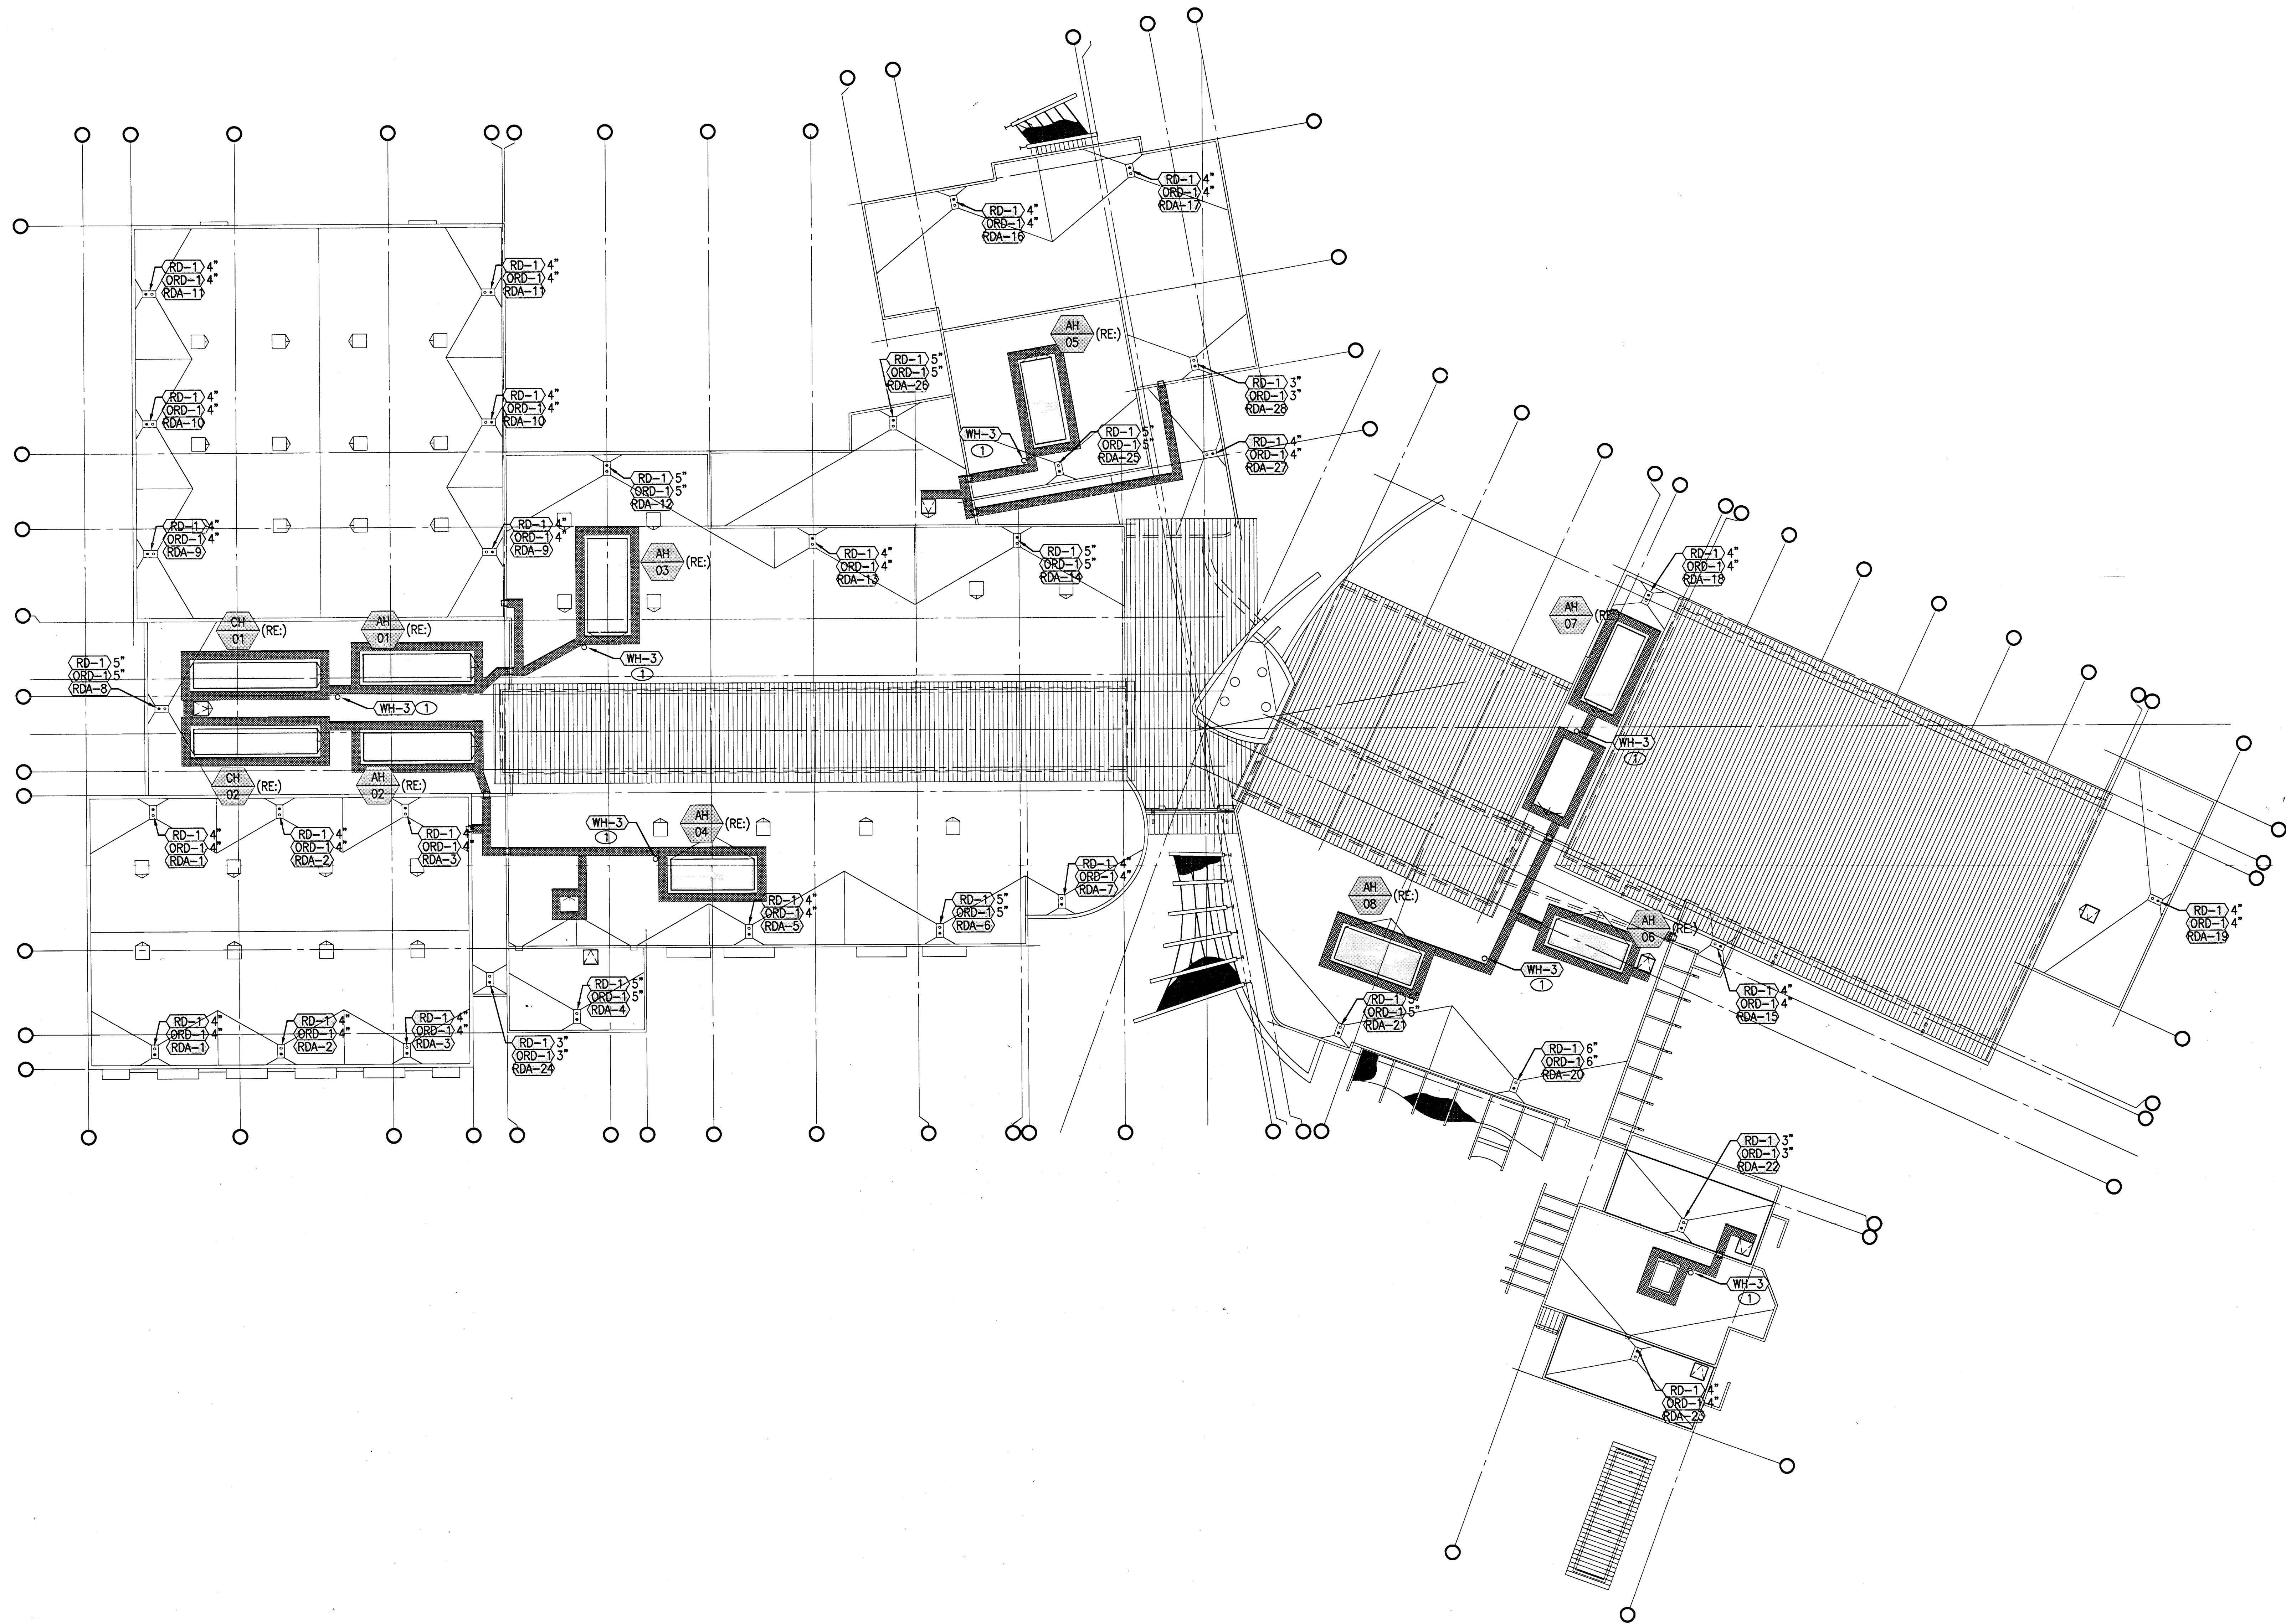 RD-1 4"
ORD-1 4"
RDA-17
RD-1 4"
ORD-1 4"
RDA-16
RD-1 4"
ORD-1 4"
RDA-11
RD-1 4"
ORD-1 4"
RDA-11
AH
05
(RE:)
RD-1 5"
ORD-1 5"
RDA-26
RD-1 3"
ORD-1 3"
RDA-28
RD-1 4"
ORD-1 4"
RDA-10
RD-1 4"
ORD-1 4"
RDA-10
WH-3
1
RD-1 5"
ORD-1 5"
RDA-25
RD-1 4"
ORD-1 4"
RDA-27
RD-1 5"
ORD-1 5"
RDA-12
RD-1 4"
ORD-1 4"
RDA-9
RD-1 4"
ORD-1 4"
RDA-9
AH
03
(RE:)
RD-1 4"
ORD-1 4"
RDA-13
RD-1 5"
ORD-1 5"
RDA-14
RD-1 4"
ORD-1 4"
RDA-18
AH
07
(RE:)
CH
01
(RE:)
AH
01
(RE:)
RD-1 5"
ORD-1 5"
RDA-8
WH-3
1
WH-3 1
WH-3
1
CH
02
(RE:)
AH
02
(RE:)
RD-1 4"
ORD-1 4"
RDA-1
RD-1 4"
ORD-1 4"
RDA-2
RD-1 4"
ORD-1 4"
RDA-3
WH-3
1
AH
04
(RE:)
RD-1 4"
ORD-1 4"
RDA-7
RD-1 4"
ORD-1 4"
RDA-5
RD-1 5"
ORD-1 5"
RDA-6
AH
08
(RE:)
AH
06
(RE:)
RD-1 4"
ORD-1 4"
RDA-19
WH-3
1
RD-1 5"
ORD-1 5"
RDA-4
RD-1 5"
ORD-1 5"
RDA-21
RD-1 4"
ORD-1 4"
RDA-15
RD-1 4"
ORD-1 4"
RDA-1
RD-1 4"
ORD-1 4"
RDA-2
RD-1 4"
ORD-1 4"
RDA-3
RD-1 3"
ORD-1 3"
RDA-24
RD-1 6"
ORD-1 6"
RDA-20
RD-1 3"
ORD-1 3"
RDA-22
WH-3
1
RD-1 4"
ORD-1 4"
RDA-23